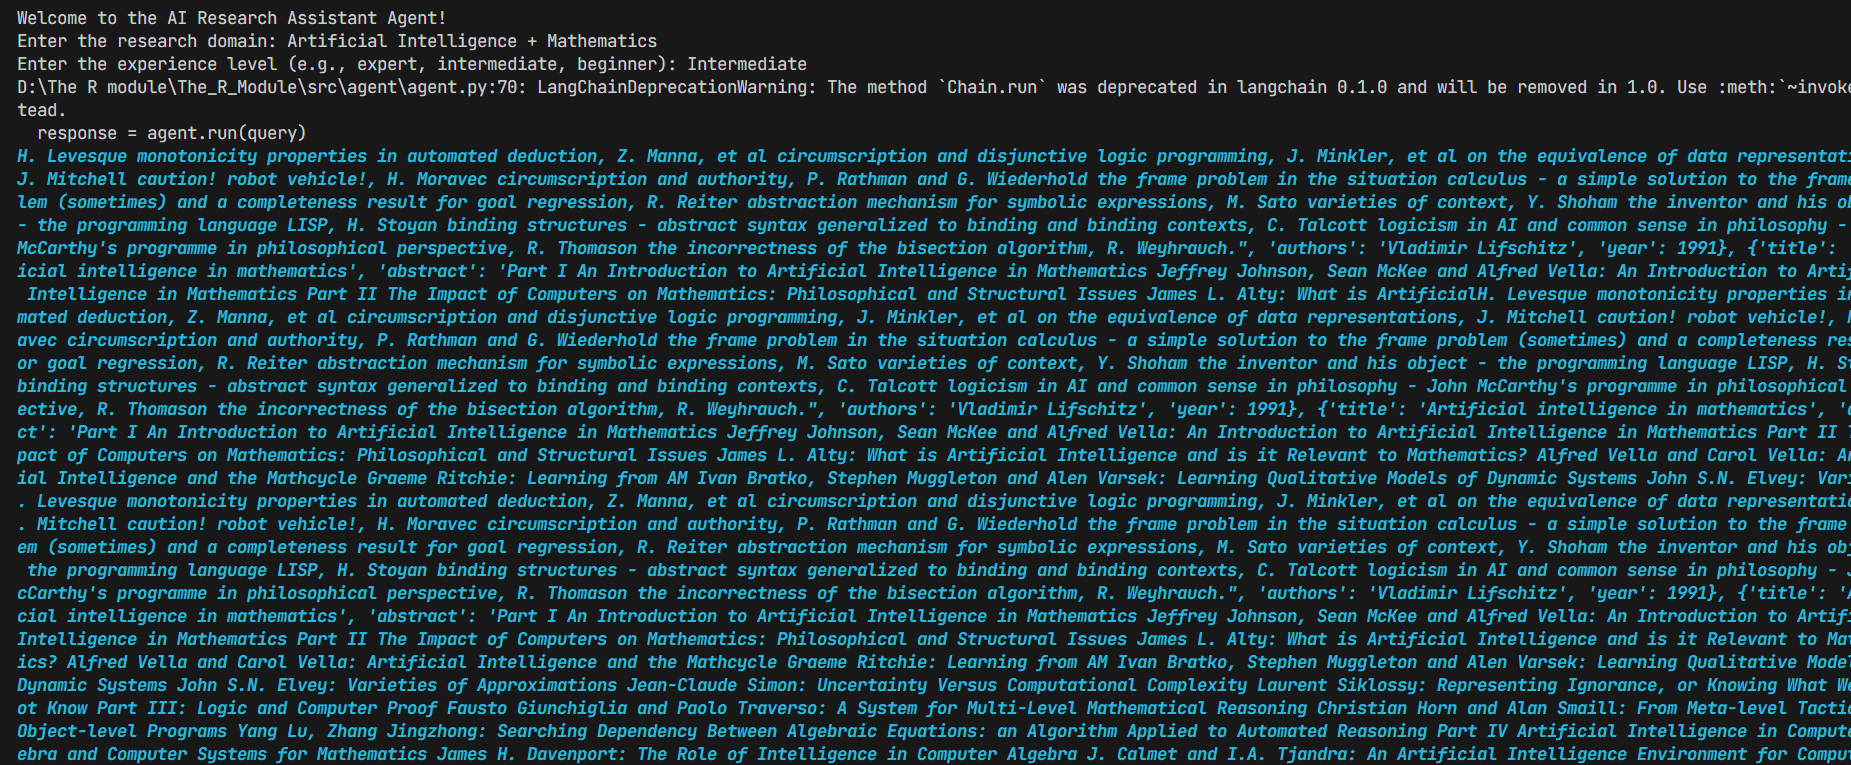 Welcome to the AI Research Assistant Agent!
Enter the research domain: Artificial Intelligence + Mathematics
Enter the experience level (e.g., expert, intermediate, beginner): Intermediate
D:\The R module\The_R_Module\src\agent\agent.py:70: LangChainDeprecationWarning: The method `Chain.run` was deprecated in langchain 0.1.0 and will be removed in 1.0. Use :meth:`~invoke
tead.
  response = agent.run(query)
H. Levesque monotonicity properties in automated deduction, Z. Manna, et al circumscription and disjunctive logic programming, J. Minkler, et al on the equivalence of data representati
J. Mitchell caution! robot vehicle!, H. Moravec circumscription and authority, P. Rathman and G. Wiederhold the frame problem in the situation calculus - a simple solution to the frame
lem (sometimes) and a completeness result for goal regression, R. Reiter abstraction mechanism for symbolic expressions, M. Sato varieties of context, Y. Shoham the inventor and his ob
- the programming language LISP, H. Stoyan binding structures - abstract syntax generalized to binding and binding contexts, C. Talcott logicism in AI and common sense in philosophy -
McCarthy's programme in philosophical perspective, R. Thomason the incorrectness of the bisection algorithm, R. Weyhrauch.", 'authors': 'Vladimir Lifschitz', 'year': 1991}, {'title':
icial intelligence in mathematics', 'abstract': 'Part I An Introduction to Artificial Intelligence in Mathematics Jeffrey Johnson, Sean McKee and Alfred Vella: An Introduction to Artif
 Intelligence in Mathematics Part II The Impact of Computers on Mathematics: Philosophical and Structural Issues James L. Alty: What is ArtificialH. Levesque monotonicity properties in
mated deduction, Z. Manna, et al circumscription and disjunctive logic programming, J. Minkler, et al on the equivalence of data representations, J. Mitchell caution! robot vehicle!,
avec circumscription and authority, P. Rathman and G. Wiederhold the frame problem in the situation calculus - a simple solution to the frame problem (sometimes) and a completeness res
or goal regression, R. Reiter abstraction mechanism for symbolic expressions, M. Sato varieties of context, Y. Shoham the inventor and his object - the programming language LISP, H. St
binding structures - abstract syntax generalized to binding and binding contexts, C. Talcott logicism in AI and common sense in philosophy - John McCarthy's programme in philosophical
ective, R. Thomason the incorrectness of the bisection algorithm, R. Weyhrauch.", 'authors': 'Vladimir Lifschitz', 'year': 1991}, {'title': 'Artificial intelligence in mathematics', '
ct': 'Part I An Introduction to Artificial Intelligence in Mathematics Jeffrey Johnson, Sean McKee and Alfred Vella: An Introduction to Artificial Intelligence in Mathematics Part II
pact of Computers on Mathematics: Philosophical and Structural Issues James L. Alty: What is Artificial Intelligence and is it Relevant to Mathematics? Alfred Vella and Carol Vella:
ial Intelligence and the Mathcycle Graeme Ritchie: Learning from AM Ivan Bratko, Stephen Muggleton and Alen Varsek: Learning Qualitative Models of Dynamic Systems John S.N. Elvey: Vari
. Levesque monotonicity properties in automated deduction, Z. Manna, et al circumscription and disjunctive logic programming, J. Minkler, et al on the equivalence of data representatio
. Mitchell caution! robot vehicle!, H. Moravec circumscription and authority, P. Rathman and G. Wiederhold the frame problem in the situation calculus - a simple solution to the frame
em (sometimes) and a completeness result for goal regression, R. Reiter abstraction mechanism for symbolic expressions, M. Sato varieties of context, Y. Shoham the inventor and his obj
 the programming language LISP, H. Stoyan binding structures - abstract syntax generalized to binding and binding contexts, C. Talcott logicism in AI and common sense in philosophy -
cCarthy's programme in philosophical perspective, R. Thomason the incorrectness of the bisection algorithm, R. Weyhrauch.", 'authors': 'Vladimir Lifschitz', 'year': 1991}, {'title': '
cial intelligence in mathematics', 'abstract': 'Part I An Introduction to Artificial Intelligence in Mathematics Jeffrey Johnson, Sean McKee and Alfred Vella: An Introduction to Artifi
Intelligence in Mathematics Part II The Impact of Computers on Mathematics: Philosophical and Structural Issues James L. Alty: What is Artificial Intelligence and is it Relevant to Mat
ics? Alfred Vella and Carol Vella: Artificial Intelligence and the Mathcycle Graeme Ritchie: Learning from AM Ivan Bratko, Stephen Muggleton and Alen Varsek: Learning Qualitative Model
Dynamic Systems John S.N. Elvey: Varieties of Approximations Jean-Claude Simon: Uncertainty Versus Computational Complexity Laurent Siklossy: Representing Ignorance, or Knowing What We
ot Know Part III: Logic and Computer Proof Fausto Giunchiglia and Paolo Traverso: A System for Multi-Level Mathematical Reasoning Christian Horn and Alan Smaill: From Meta-level Tactic
Object-level Programs Yang Lu, Zhang Jingzhong: Searching Dependency Between Algebraic Equations: an Algorithm Applied to Automated Reasoning Part IV Artificial Intelligence in Compute
ebra and Computer Systems for Mathematics James H. Davenport: The Role of Intelligence in Computer Algebra J. Calmet and I.A. Tjandra: An Artificial Intelligence Environment for Comput